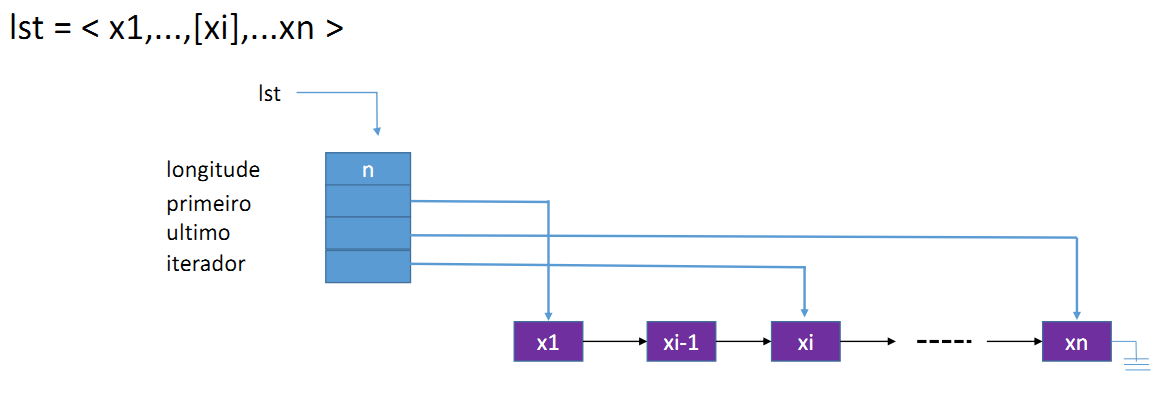 lst = < x1,...,[xi],...xn >
lst
longitude n
primeiro
ultimo
iterador
x1 xi-1 xi xn